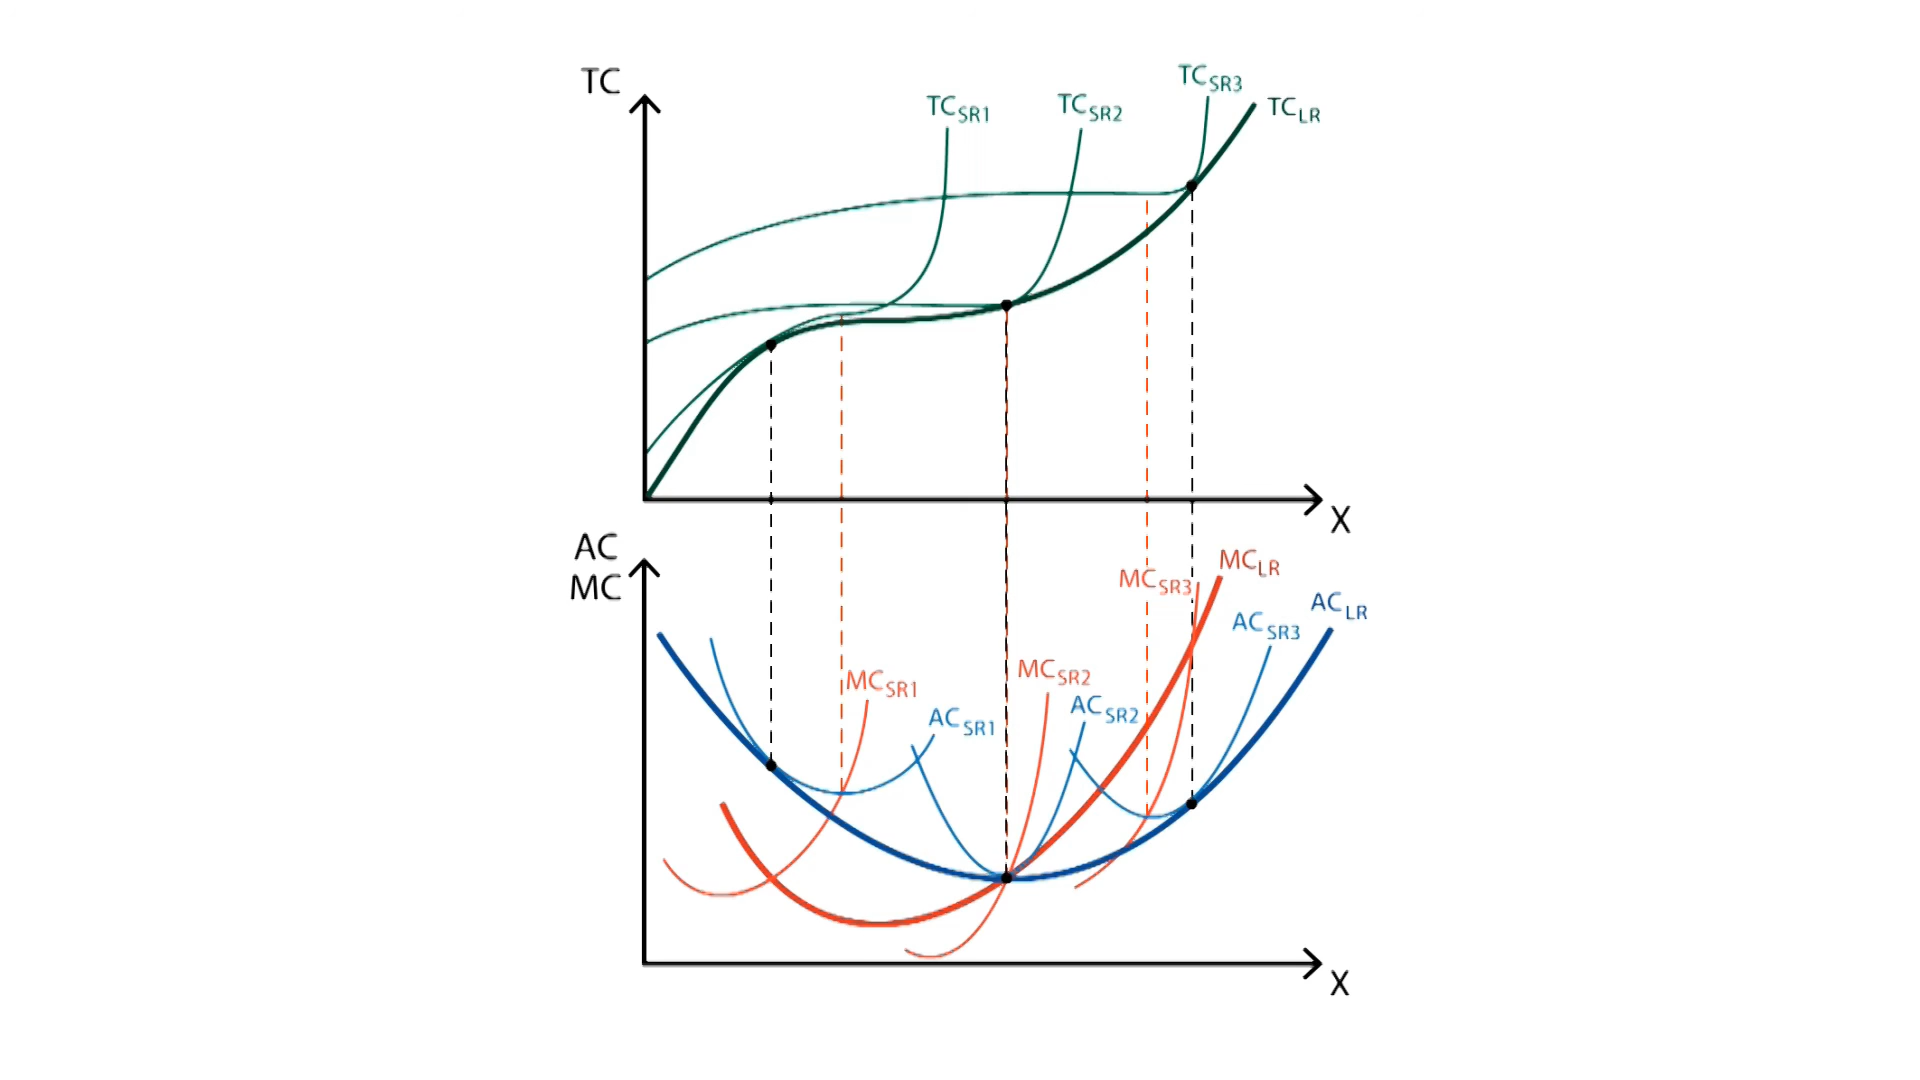 TC
TCSR1
TCSR2
TCSR3
TCLR
X
AC
MC
MCSR1
ACSR1
MCSR2
ACSR2
MCSR3
MCLR
ACSR3
ACLR
X